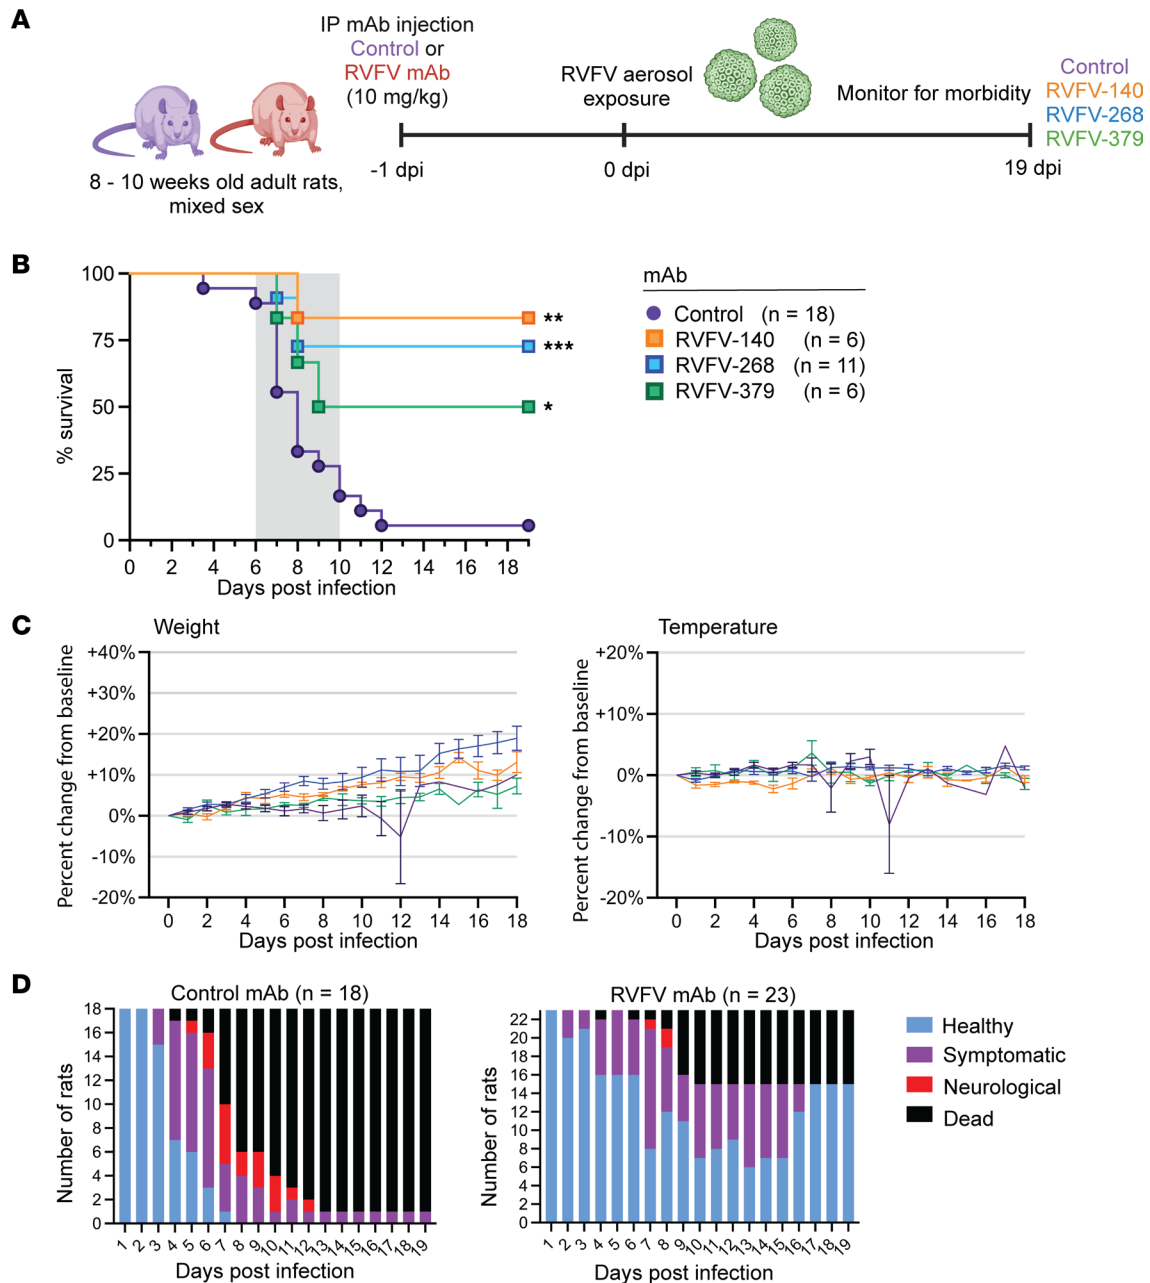 A
IP mAb injection
Control or
RVFV mAb
(10 mg/kg)
RVFV aerosol
exposure
Monitor for morbidity
Control
RVFV-140
RVFV-268
RVFV-379
-1 dpi
0 dpi
19 dpi
8 - 10 weeks old adult rats,
mixed sex
B
% survival
100
75
50
25
0
**
***
*
0 2 4 6 8 10 12 14 16 18
Days post infection
mAb
Control (n = 18)
RVFV-140 (n = 6)
RVFV-268 (n = 11)
RVFV-379 (n = 6)
C
Weight
Percent change from baseline
+40%
+30%
+20%
+10%
0%
-10%
-20%
0 2 4 6 8 10 12 14 16 18
Days post infection
Temperature
Percent change from baseline
+20%
+10%
0%
-10%
-20%
0 2 4 6 8 10 12 14 16 18
Days post infection
D
Control mAb (n = 18)
Number of rats
18
16
14
12
10
8
6
4
2
0
1 2 3 4 5 6 7 8 9 10 11 12 13 14 15 16 17 18 19
Days post infection
RVFV mAb (n = 23)
Number of rats
22
20
18
16
14
12
10
8
6
4
2
0
1 2 3 4 5 6 7 8 9 10 11 12 13 14 15 16 17 18 19
Days post infection
Healthy
Symptomatic
Neurological
Dead